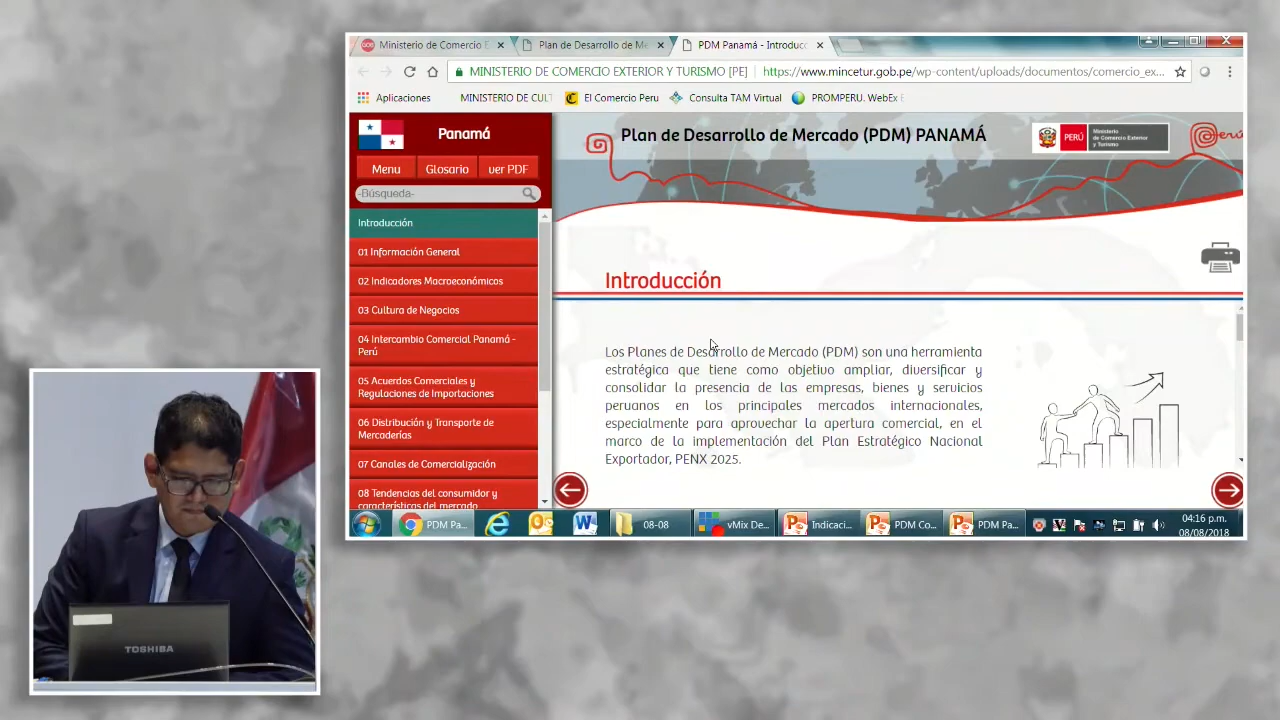 Ministerio de Comercio E
Plan de Desarrollo de Me
PDM Panamá - Introducc
MINISTERIO DE COMERCIO EXTERIOR Y TURISMO [PE]
https://www.mincetur.gob.pe/wp-content/uploads/documentos/comercio_ex...
Aplicaciones
MINISTERIO DE CULT
El Comercio Peru
Consulta TAM Virtual
PROMPERU. WebEx E
Panamá
Plan de Desarrollo de Mercado (PDM) PANAMÁ
PERÚ
Ministerio
de Comercio Exterior
y Turismo
Perú
Menu
Glosario
ver PDF
-Búsqueda-
Introducción
01 Información General
02 Indicadores Macroeconómicos
03 Cultura de Negocios
04 Intercambio Comercial Panamá -
Perú
05 Acuerdos Comerciales y
Regulaciones de Importaciones
06 Distribución y Transporte de
Mercaderías
07 Canales de Comercialización
08 Tendencias del consumidor y
características del mercado
Introducción
Los Planes de Desarrollo de Mercado (PDM) son una herramienta
estratégica que tiene como objetivo ampliar, diversificar y
consolidar la presencia de las empresas, bienes y servicios
peruanos en los principales mercados internacionales,
especialmente para aprovechar la apertura comercial, en el
marco de la implementación del Plan Estratégico Nacional
Exportador, PENX 2025.
PDM Pa...
08-08
vMix De...
Indicaci...
PDM Co...
PDM Pa...
04:16 p.m.
08/08/2018
TOSHIBA